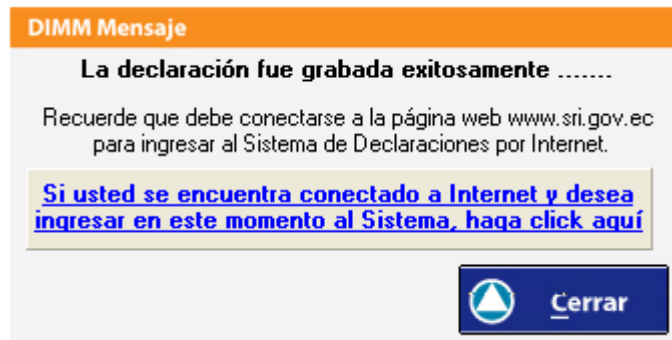 DIMM Mensaje
La declaración fue grabada exitosamente .......
Recuerde que debe conectarse a la página web www.sri.gov.ec
para ingresar al Sistema de Declaraciones por Internet.
Si usted se encuentra conectado a Internet y desea
ingresar en este momento al Sistema, haga click aquí
Cerrar